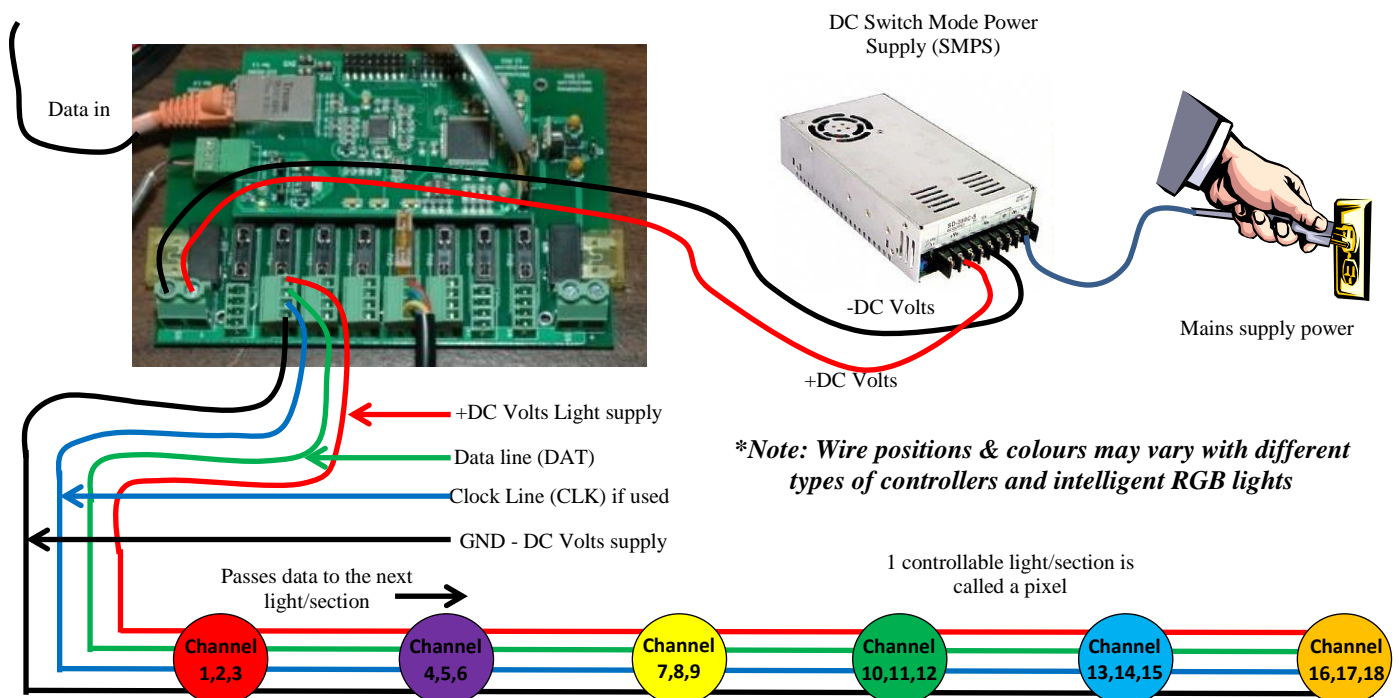 DC Switch Mode Power
Supply (SMPS)
Data in
-DC Volts
Mains supply power
+DC Volts
+DC Volts Light supply
Data line (DAT)
Clock Line (CLK) if used
GND - DC Volts supply
*Note: Wire positions & colours may vary with different
types of controllers and intelligent RGB lights
Passes data to the next
light/section
1 controllable light/section is
called a pixel
Channel
1,2,3
Channel
4,5,6
Channel
7,8,9
Channel
10,11,12
Channel
13,14,15
Channel
16,17,18